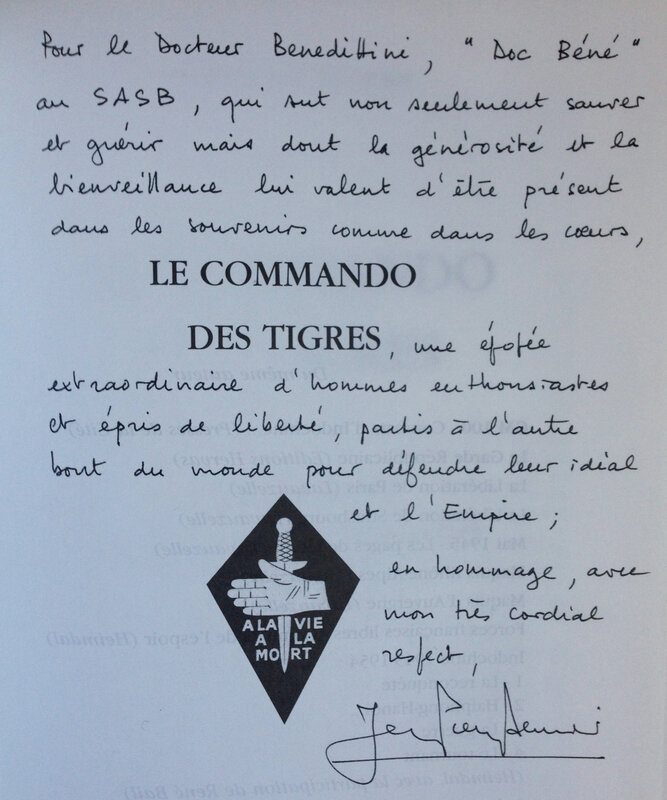 Pour le Docteur Benedittini, "Doc Béné"
au SASB, qui sut non seulement sauver
et guérir mais dont la générosité et la
bienveillance lui valent d'être présent
dans les souvenirs comme dans les cœurs,
LE COMMANDO
DES TIGRES, une épopée
extraordinaire d'hommes enthousiastes
et épris de liberté, partis à l'autre
bout du monde pour défendre leur idéal
et l'Empire ;
en hommage, avec
mon très cordial
respect,
A LA VIE
A LA
MORT